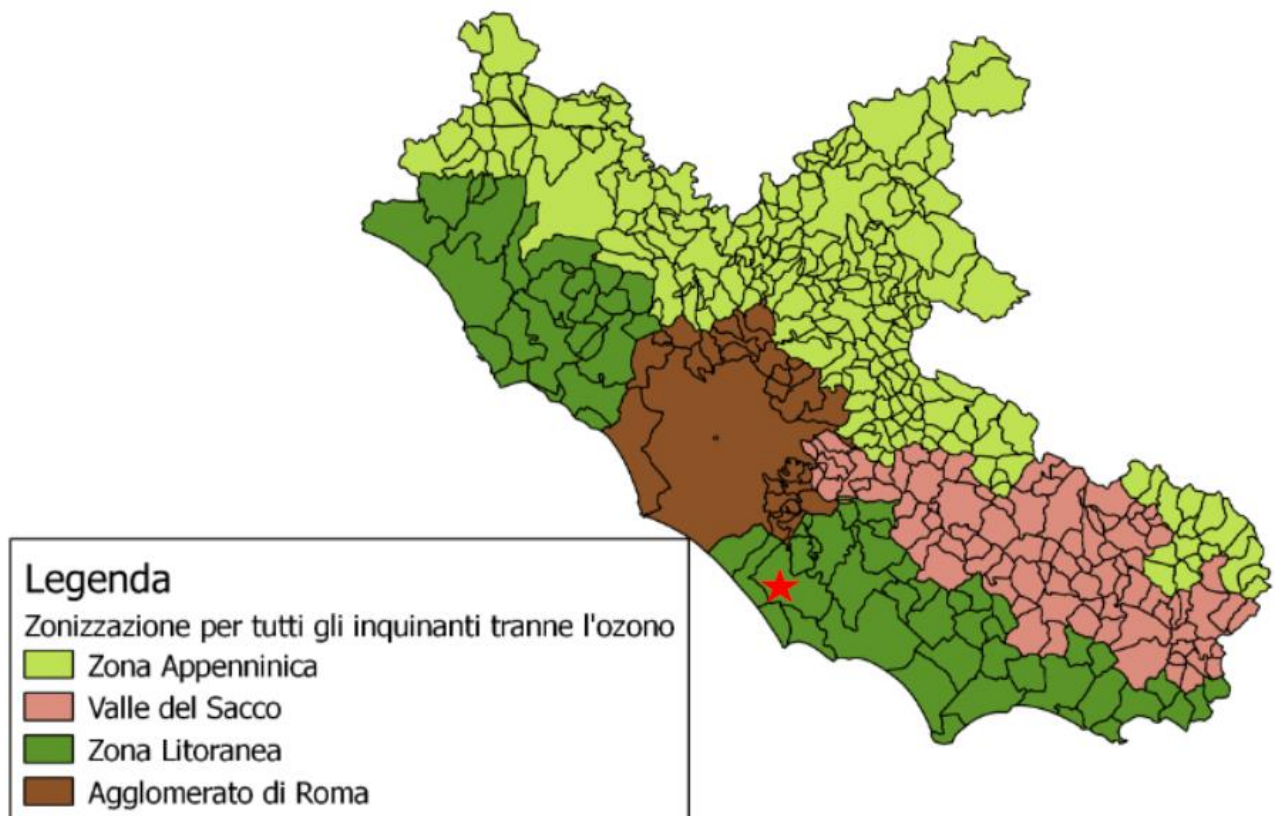 Legenda
Zonizzazione per tutti gli inquinanti tranne l'ozono
Zona Appenninica
Valle del Sacco
Zona Litoranea
Agglomerato di Roma